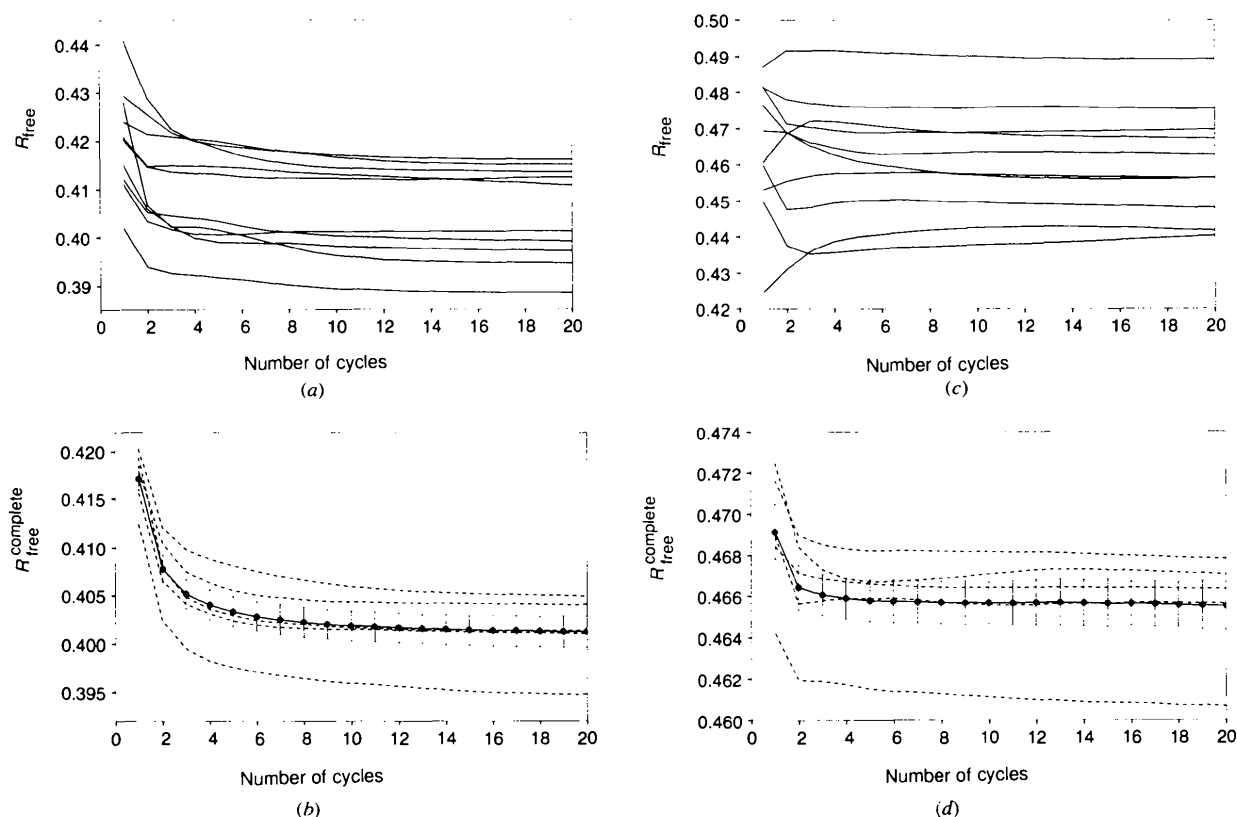 R_free
0.44
0.43
0.42
0.41
0.40
0.39
0 2 4 6 8 10 12 14 16 18 20
Number of cycles
(a)
R_free
0.50
0.49
0.48
0.47
0.46
0.45
0.44
0.43
0.42
0 2 4 6 8 10 12 14 16 18 20
Number of cycles
(c)
R_free^complete
0.420
0.415
0.410
0.405
0.400
0.395
0 2 4 6 8 10 12 14 16 18 20
Number of cycles
(b)
R_free^complete
0.474
0.472
0.470
0.468
0.466
0.464
0.462
0.460
0 2 4 6 8 10 12 14 16 18 20
Number of cycles
(d)